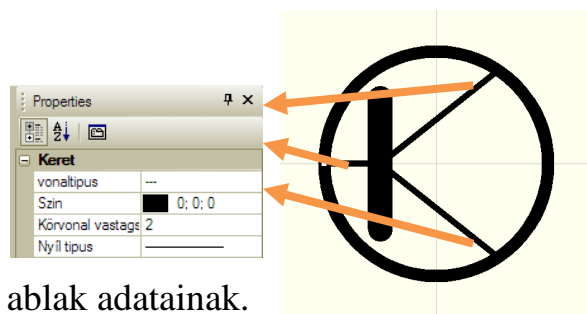 Properties
Keret
vonaltipus ---
Szin 0; 0; 0
Körvonal vastags 2
Nyíl tipus
ablak adatainak.